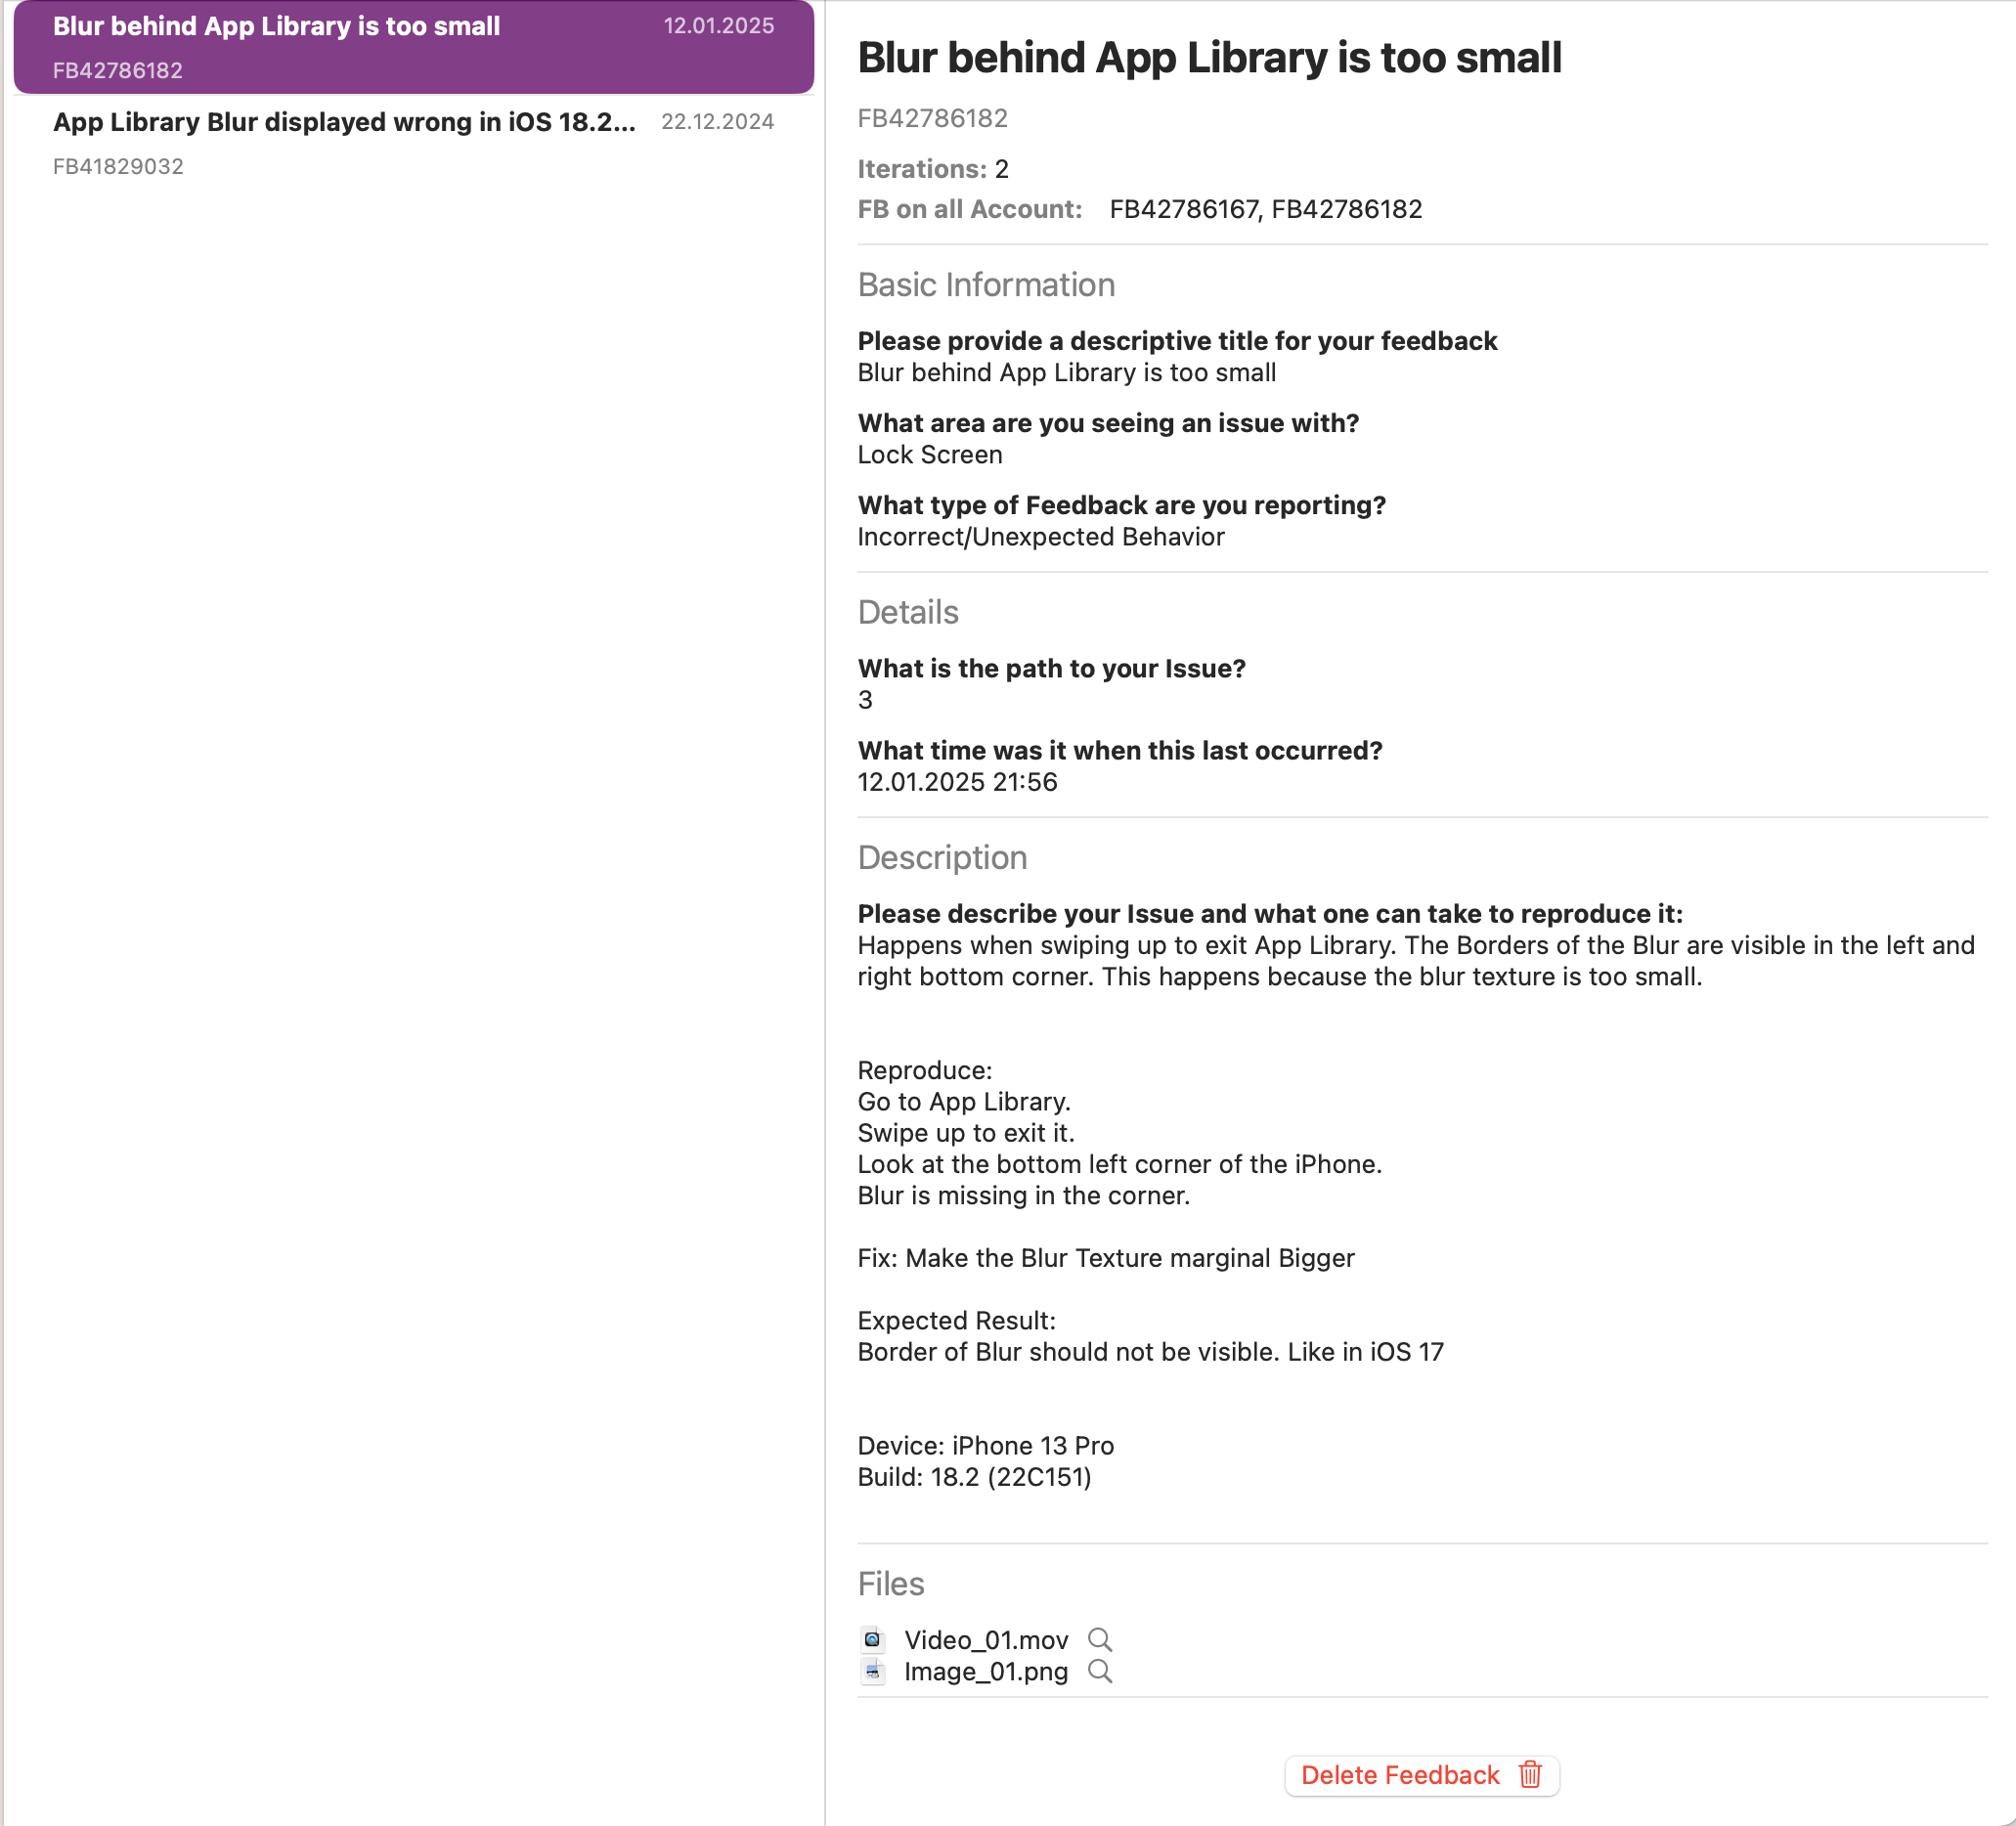 Blur behind App Library is too small 12.01.2025
FB42786182
App Library Blur displayed wrong in iOS 18.2... 22.12.2024
FB41829032
Blur behind App Library is too small
FB42786182
Iterations: 2
FB on all Account: FB42786167, FB42786182
Basic Information
Please provide a descriptive title for your feedback
Blur behind App Library is too small
What area are you seeing an issue with?
Lock Screen
What type of Feedback are you reporting?
Incorrect/Unexpected Behavior
Details
What is the path to your Issue?
3
What time was it when this last occurred?
12.01.2025 21:56
Description
Please describe your Issue and what one can take to reproduce it:
Happens when swiping up to exit App Library. The Borders of the Blur are visible in the left and
right bottom corner. This happens because the blur texture is too small.
Reproduce:
Go to App Library.
Swipe up to exit it.
Look at the bottom left corner of the iPhone.
Blur is missing in the corner.
Fix: Make the Blur Texture marginal Bigger
Expected Result:
Border of Blur should not be visible. Like in iOS 17
Device: iPhone 13 Pro
Build: 18.2 (22C151)
Files
Video_01.mov
Image_01.png
Delete Feedback